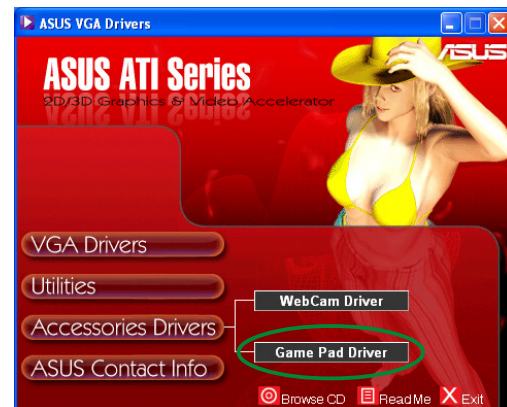 ASUS VGA Drivers
ASUS
ASUS ATI Series
2D/3D Graphics & Video Accelerator
VGA Drivers
Utilities
WebCam Driver
Accessories Drivers
Game Pad Driver
ASUS Contact Info
Browse CD
ReadMe
Exit